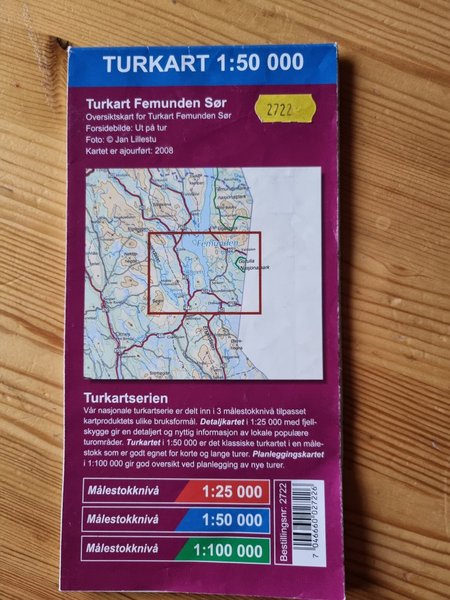 TURKART 1:50 000
Turkart Femunden Sør
Oversiktskart for Turkart Femunden Sør
Forsidebilde: Ut på tur
Foto: © Jan Lillestu
Kartet er ajourført: 2008
2722
Femunden
Nasjonalpark
Turkartserien
Vår nasjonale turkartserie er delt inn i 3 målestokknivå tilpasset
kartproduktets ulike bruksformål. Detaljkartet i 1:25 000 med fjell-
skygge gir en detaljert og nyttig informasjon av lokale populære
turområder. Turkartet i 1:50 000 er det klassiske turkartet i en måle-
stokk som er godt egnet for korte og lange turer. Planleggingskartet
i 1:100 000 gir god oversikt ved planlegging av nye turer.
Målestokknivå 1:25 000
Målestokknivå 1:50 000
Målestokknivå 1:100 000
Bestillingsnr: 2722
7 046660 027226